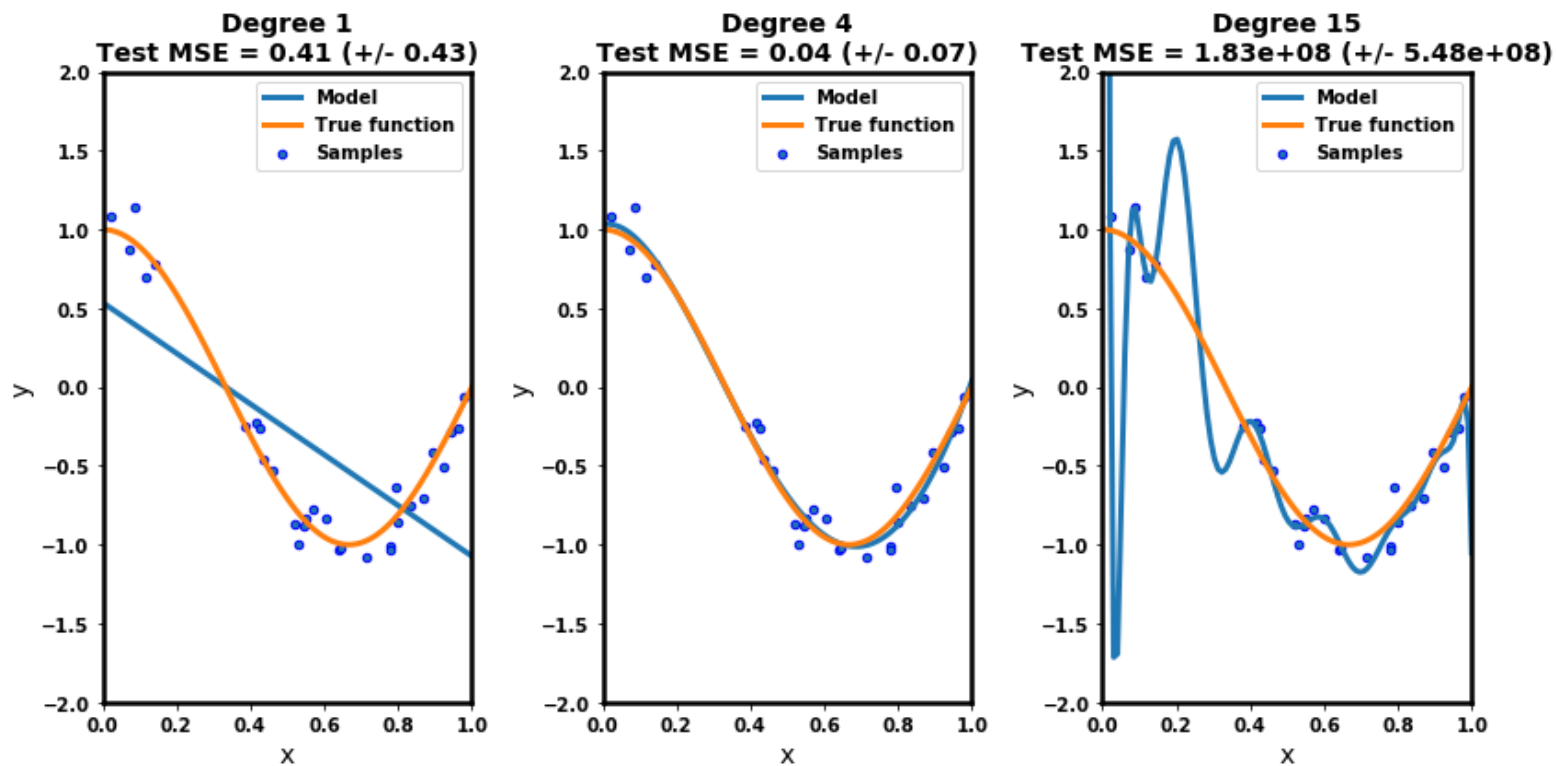 Degree 1
Test MSE = 0.41 (+/- 0.43)
2.0
1.5
1.0
0.5
0.0
−0.5
−1.0
−1.5
−2.0
y
Model
True function
Samples
0.0 0.2 0.4 0.6 0.8 1.0
x
Degree 4
Test MSE = 0.04 (+/- 0.07)
2.0
1.5
1.0
0.5
0.0
−0.5
−1.0
−1.5
−2.0
y
Model
True function
Samples
0.0 0.2 0.4 0.6 0.8 1.0
x
Degree 15
Test MSE = 1.83e+08 (+/- 5.48e+08)
2.0
1.5
1.0
0.5
0.0
−0.5
−1.0
−1.5
−2.0
y
Model
True function
Samples
0.0 0.2 0.4 0.6 0.8 1.0
x